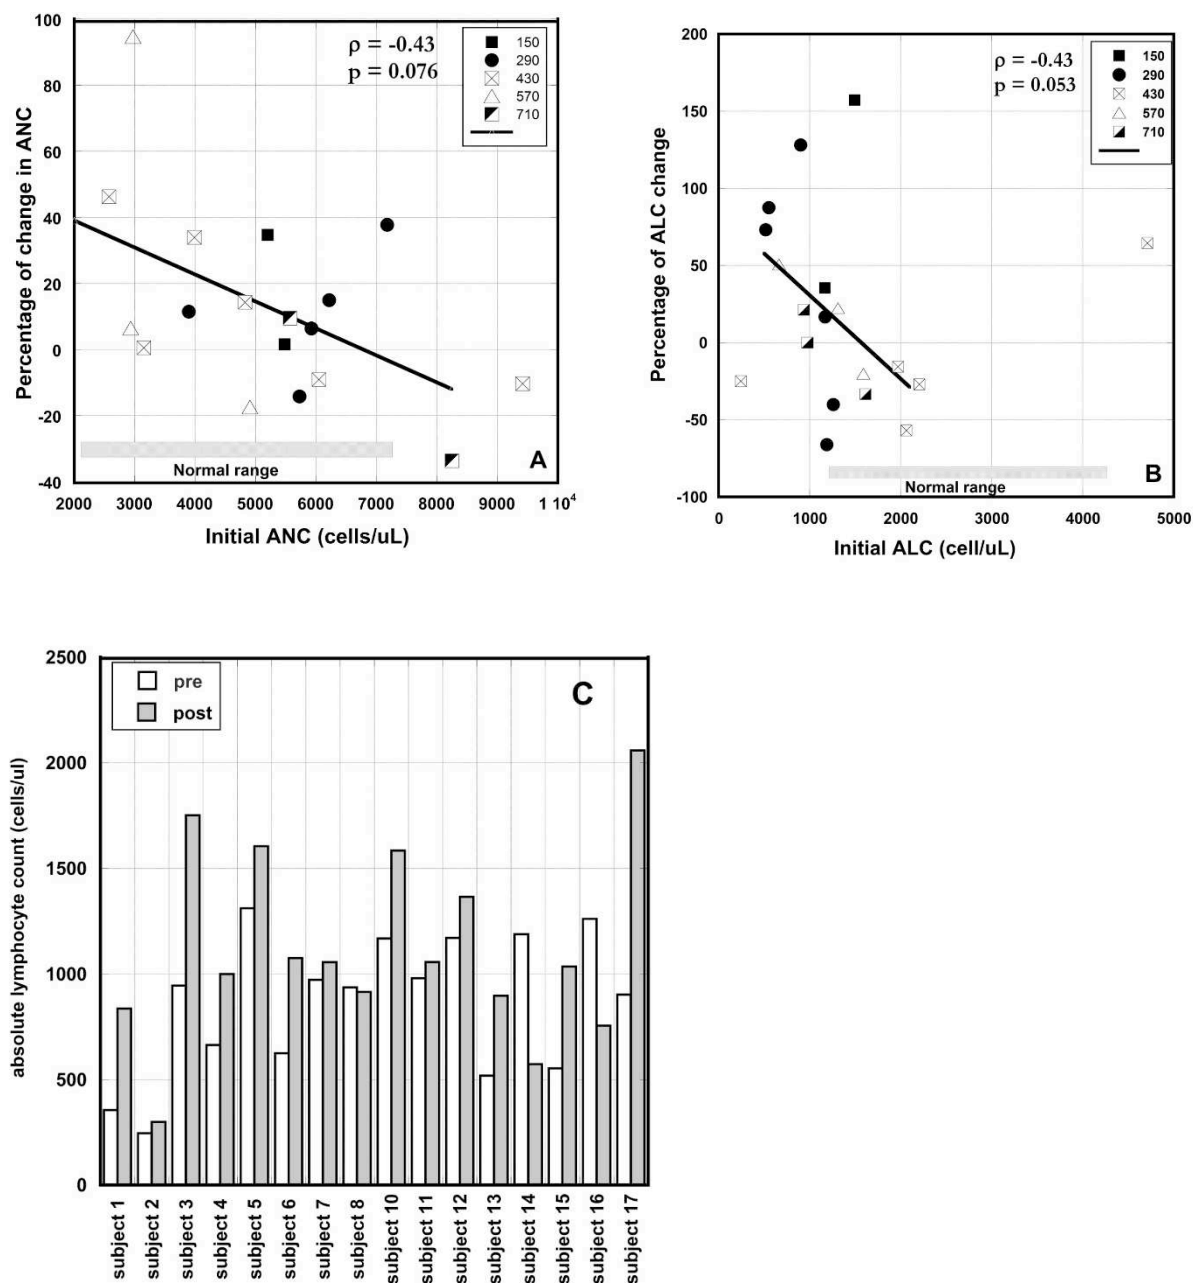 100
80
60
40
20
0
-20
-40
Percentage of change in ANC
ρ = -0.43
p = 0.076
150
290
430
570
710
Normal range
A
2000 3000 4000 5000 6000 7000 8000 9000 1 10⁴
Initial ANC (cells/uL)
200
150
100
50
0
-50
-100
Percentage of ALC change
ρ = -0.43
p = 0.053
150
290
430
570
710
Normal range
B
0 1000 2000 3000 4000 5000
Initial ALC (cell/uL)
2500
2000
1500
1000
500
0
absolute lymphocyte count (cells/ul)
pre
post
C
subject 1
subject 2
subject 3
subject 4
subject 5
subject 6
subject 7
subject 8
subject 10
subject 11
subject 12
subject 13
subject 14
subject 15
subject 16
subject 17